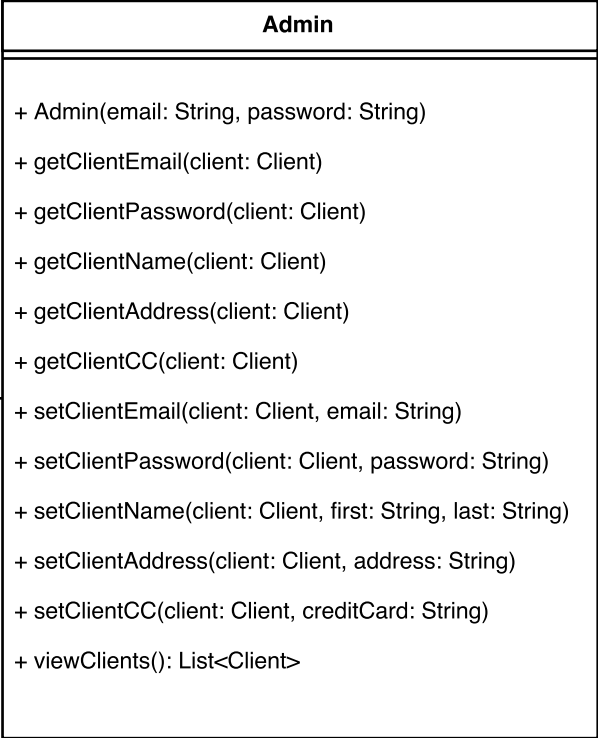 Admin
+ Admin(email: String, password: String)
+ getClientEmail(client: Client)
+ getClientPassword(client: Client)
+ getClientName(client: Client)
+ getClientAddress(client: Client)
+ getClientCC(client: Client)
+ setClientEmail(client: Client, email: String)
+ setClientPassword(client: Client, password: String)
+ setClientName(client: Client, first: String, last: String)
+ setClientAddress(client: Client, address: String)
+ setClientCC(client: Client, creditCard: String)
+ viewClients(): List<Client>